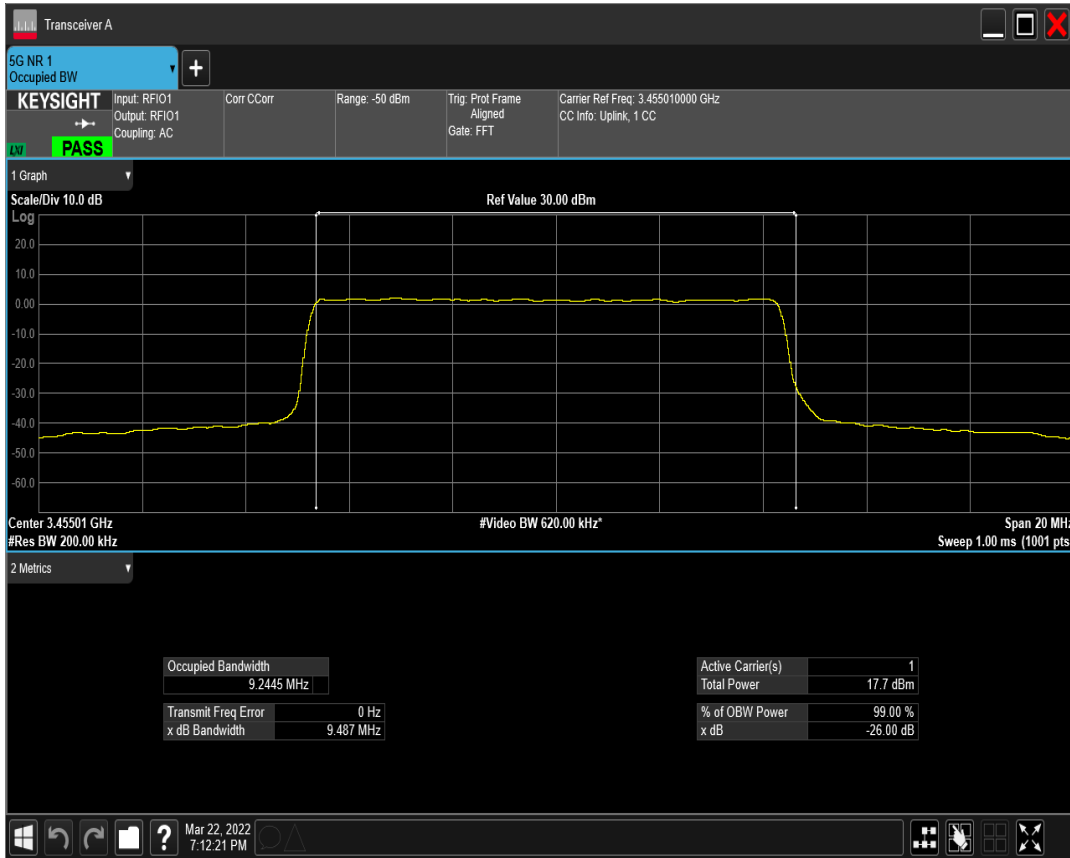 Transceiver A
5G NR 1
Occupied BW
+
KEYSIGHT
Input: RFIO1
Output: RFIO1
Coupling: AC
Corr CCorr
Range: -50 dBm
Trig: Prot Frame
Aligned
Gate: FFT
Carrier Ref Freq: 3.455010000 GHz
CC Info: Uplink, 1 CC
LXI
PASS
1 Graph
Scale/Div 10.0 dB
Ref Value 30.00 dBm
Log
20.0
10.0
0.00
-10.0
-20.0
-30.0
-40.0
-50.0
-60.0
Center 3.45501 GHz
#Video BW 620.00 kHz*
Span 20 MHz
#Res BW 200.00 kHz
Sweep 1.00 ms (1001 pts
2 Metrics
Occupied Bandwidth
9.2445 MHz
Transmit Freq Error 0 Hz
x dB Bandwidth 9.487 MHz
Active Carrier(s) 1
Total Power 17.7 dBm
% of OBW Power 99.00 %
x dB -26.00 dB
?
Mar 22, 2022
7:12:21 PM